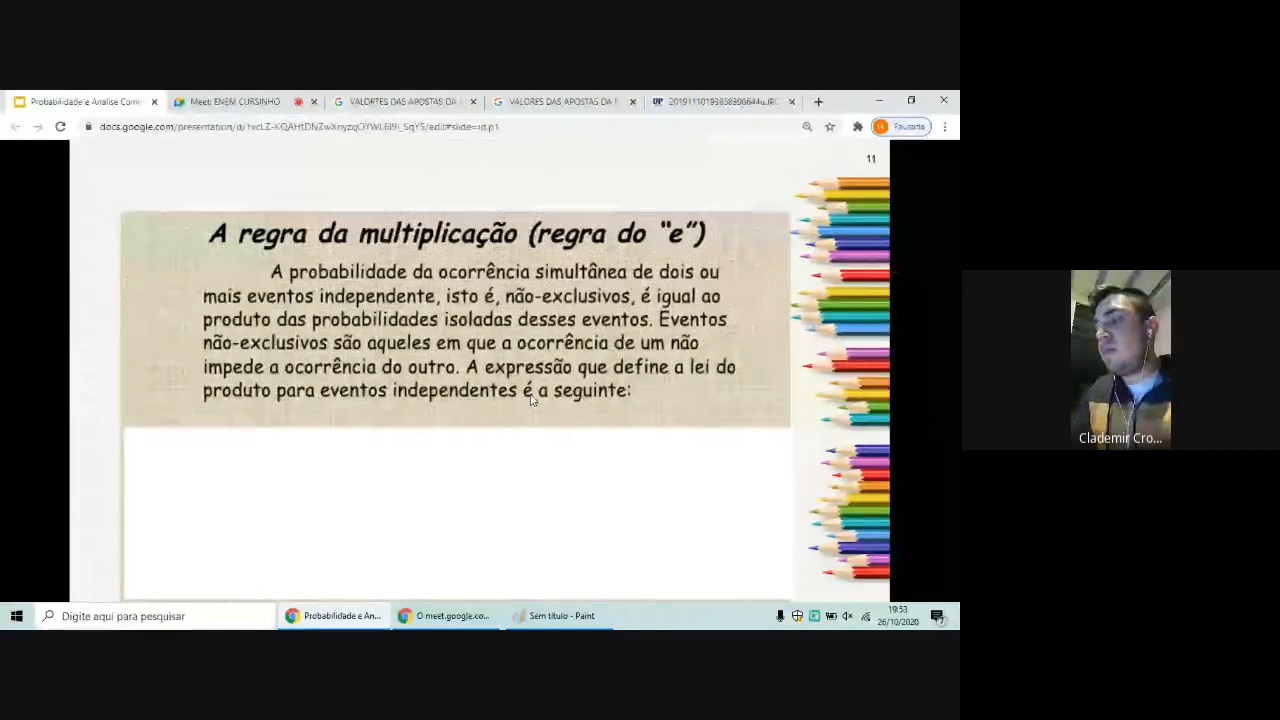 Probabilidade e Análise Com
Meet: ENEM CURSINHO
VALORTES DAS APOSTAS DA
VALORES DAS APOSTAS DA
Pausada
11
A regra da multiplicação (regra do “e”)
A probabilidade da ocorrência simultânea de dois ou
mais eventos independente, isto é, não-exclusivos, é igual ao
produto das probabilidades isoladas desses eventos. Eventos
não-exclusivos são aqueles em que a ocorrência de um não
impede a ocorrência do outro. A expressão que define a lei do
produto para eventos independentes é a seguinte:
Clademir Cro...
Digite aqui para pesquisar
Probabilidade e An...
O meet.google.co...
Sem título - Paint
19:53
26/10/2020